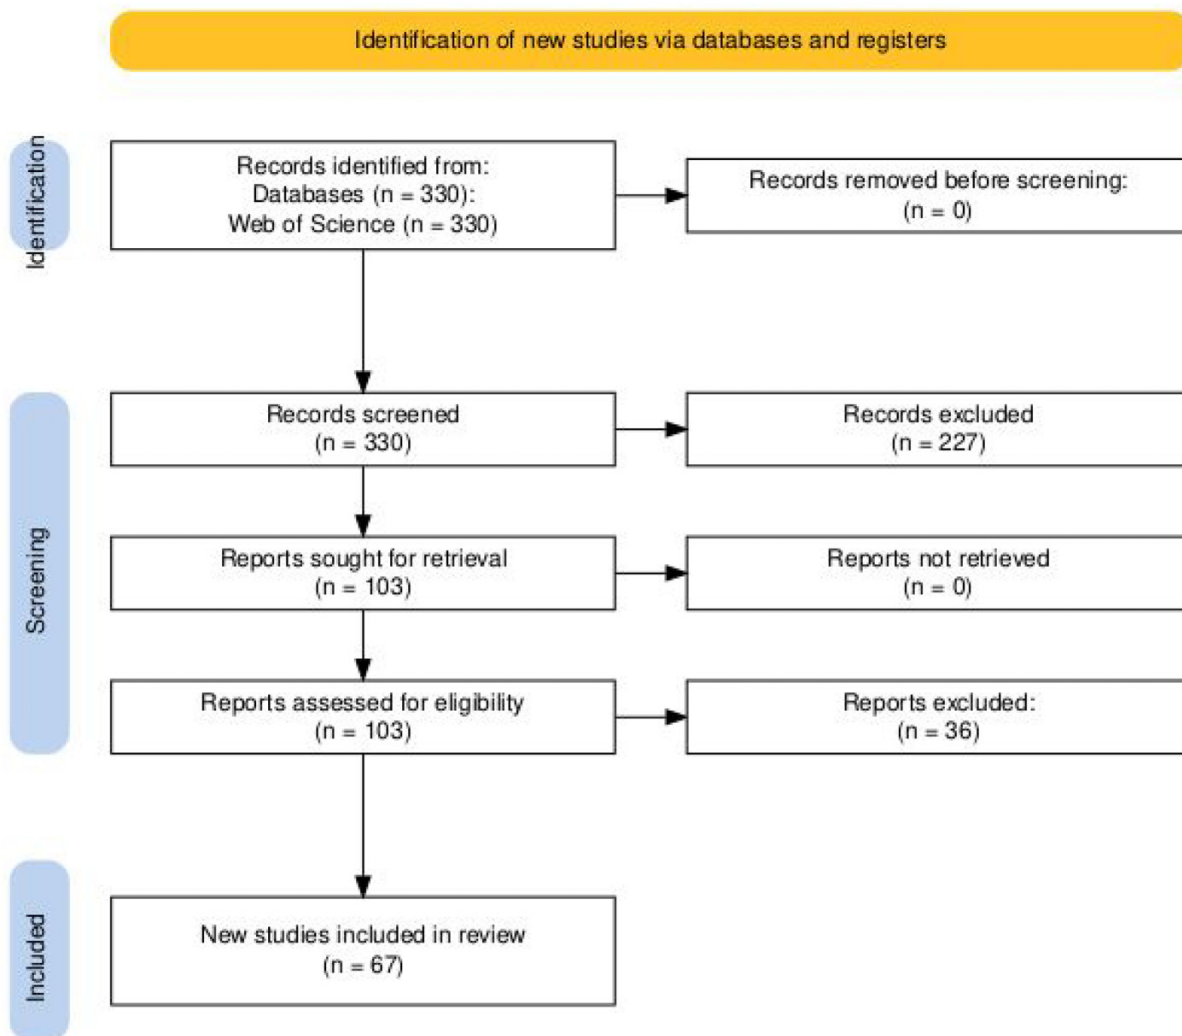 Identification of new studies via databases and registers
Identification
Records identified from:
Databases (n = 330):
Web of Science (n = 330)
Records removed before screening:
(n = 0)
Screening
Records screened
(n = 330)
Records excluded
(n = 227)
Reports sought for retrieval
(n = 103)
Reports not retrieved
(n = 0)
Reports assessed for eligibility
(n = 103)
Reports excluded:
(n = 36)
Included
New studies included in review
(n = 67)